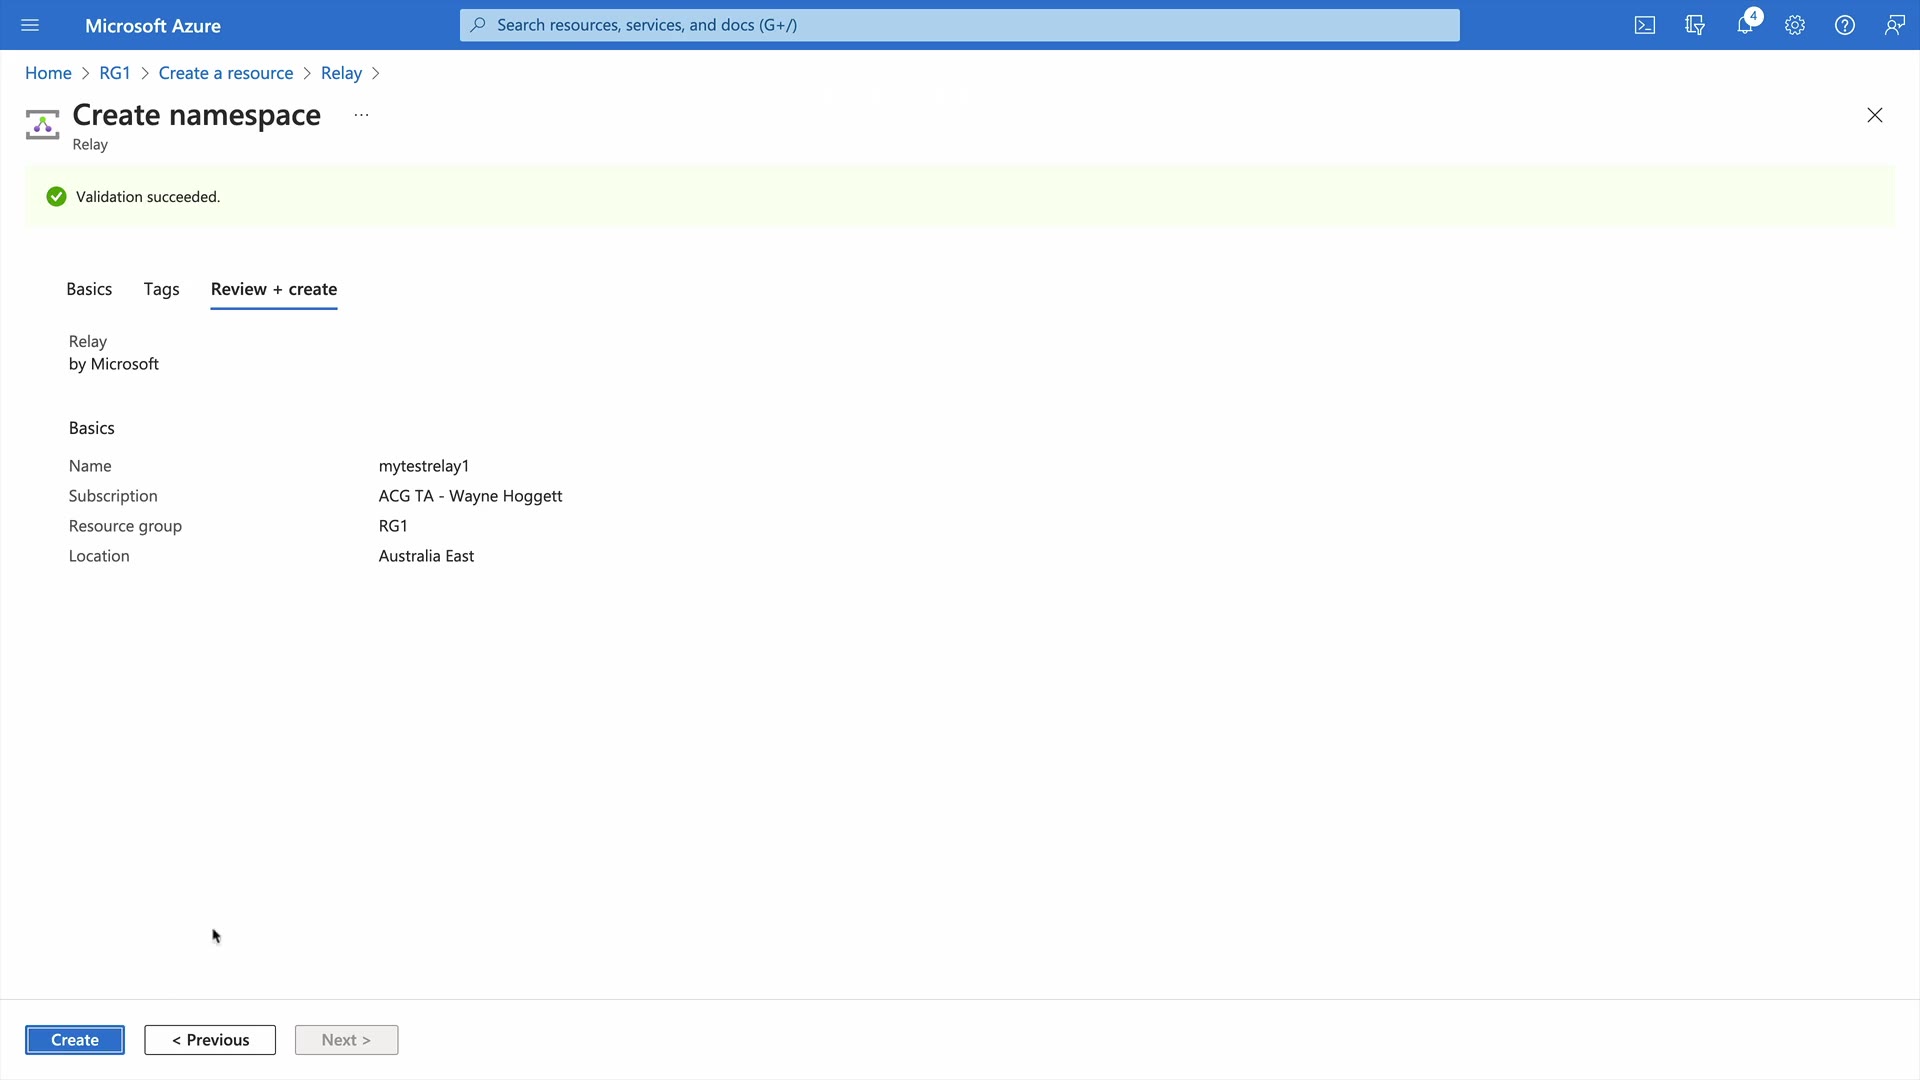 Microsoft Azure
Search resources, services, and docs (G+/)
4
Home > RG1 > Create a resource > Relay >
Create namespace ...
Relay
Validation succeeded.
Basics Tags Review + create
Relay
by Microsoft
Basics
Name mytestrelay1
Subscription ACG TA - Wayne Hoggett
Resource group RG1
Location Australia East
Create < Previous Next >